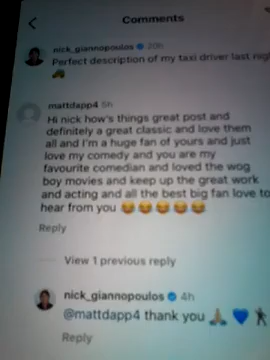 Comments
nick_giannopoulos 20h
Perfect description of my taxi driver last nig
mattdapp4 5h
Hi nick how's things great post and
definitely a great classic and love them
all and I'm a huge fan of yours and just
love my comedy and you are my
favourite comedian and loved the wog
boy movies and keep up the great work
and acting and all the best big fan love to
hear from you 😂😂😂😂😂
Reply
View 1 previous reply
nick_giannopoulos 4h
@mattdapp4 thank you 🙏 💙 🕺
Reply